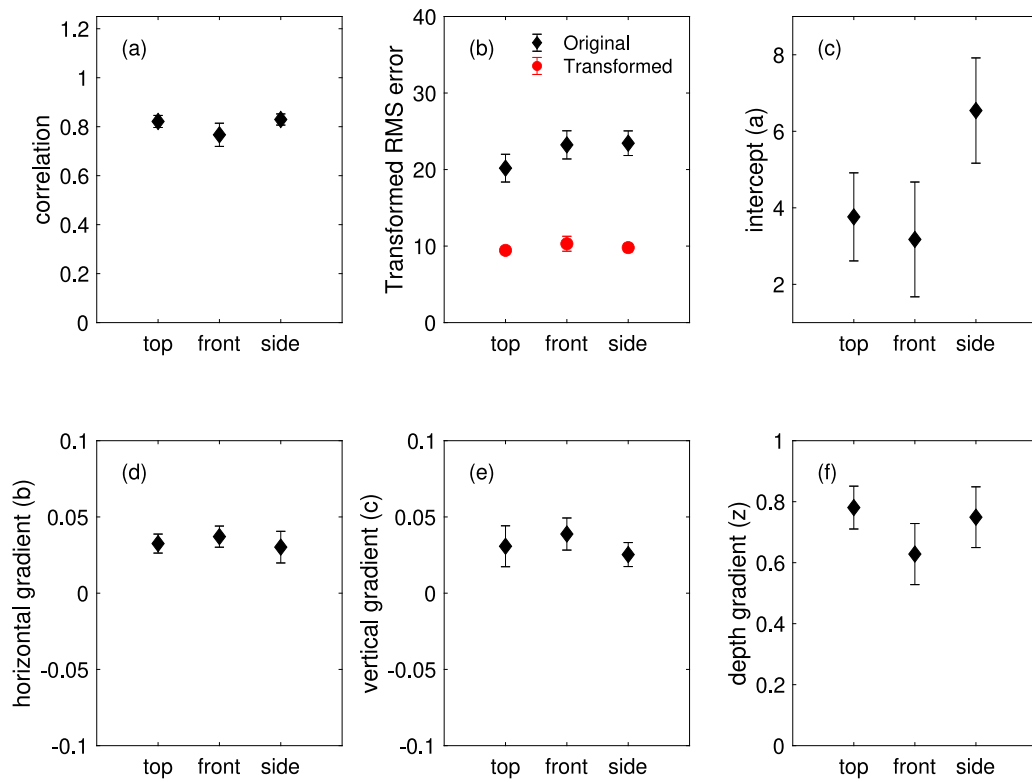 (a)
correlation
1.2
1
0.8
0.6
0.4
0.2
0
top front side
(b)
Original
Transformed
Transformed RMS error
40
30
20
10
0
top front side
(c)
intercept (a)
8
6
4
2
top front side
(d)
horizontal gradient (b)
0.1
0.05
0
-0.05
-0.1
top front side
(e)
vertical gradient (c)
0.1
0.05
0
-0.05
-0.1
top front side
(f)
depth gradient (z)
1
0.8
0.6
0.4
0.2
0
top front side